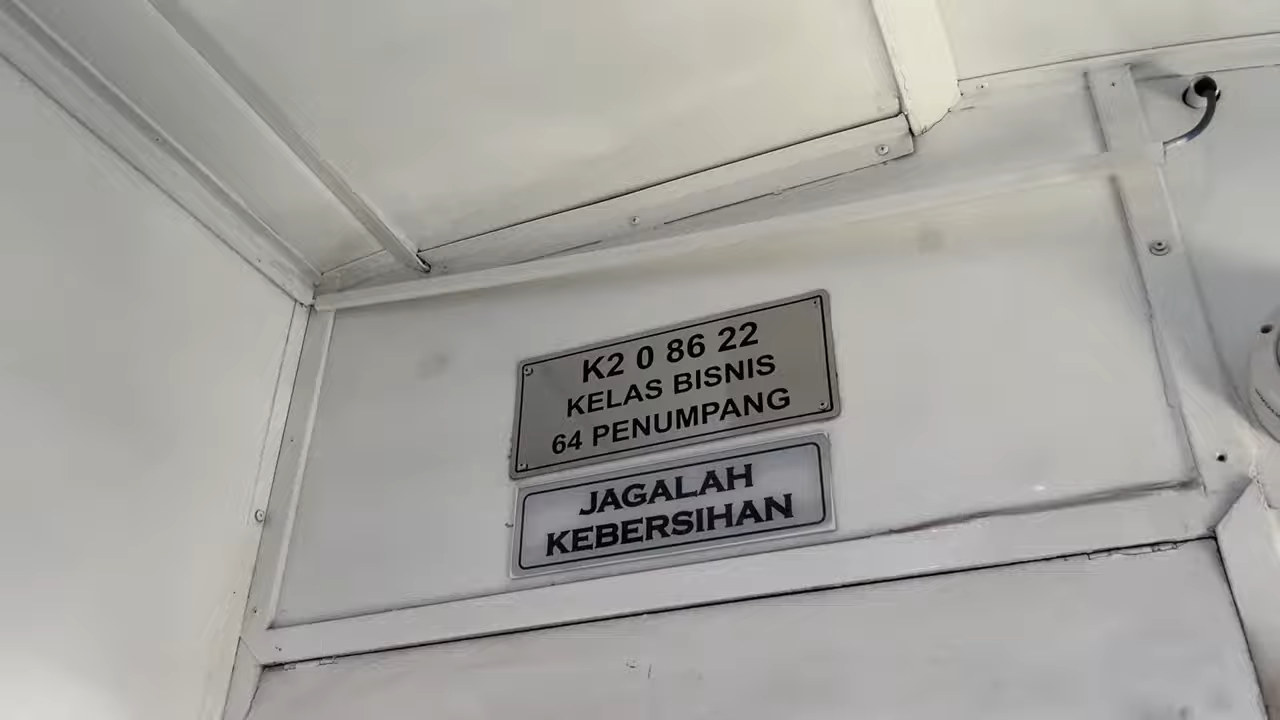 K2 0 86 22
KELAS BISNIS
64 PENUMPANG
JAGALAH
KEBERSIHAN